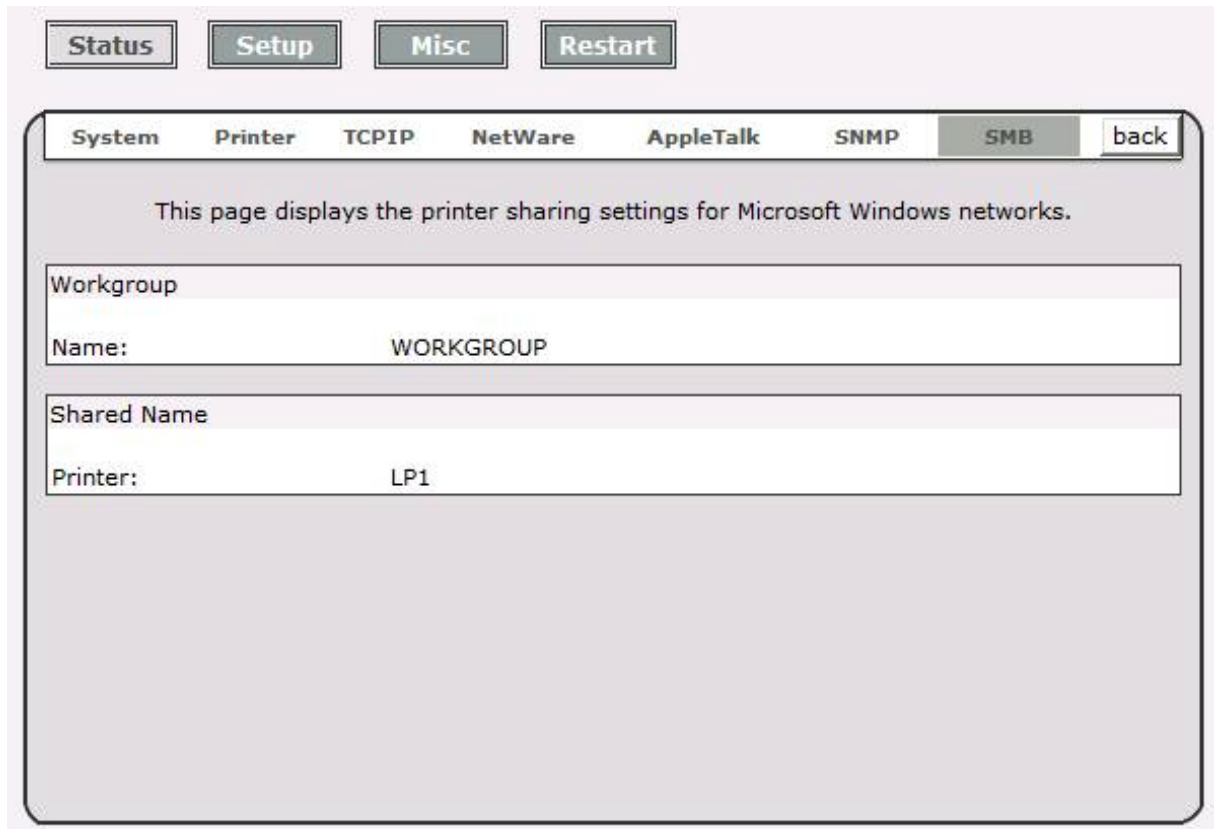 Status Setup Misc Restart
System Printer TCPIP NetWare AppleTalk SNMP SMB back
This page displays the printer sharing settings for Microsoft Windows networks.
Workgroup
Name: WORKGROUP
Shared Name
Printer: LP1